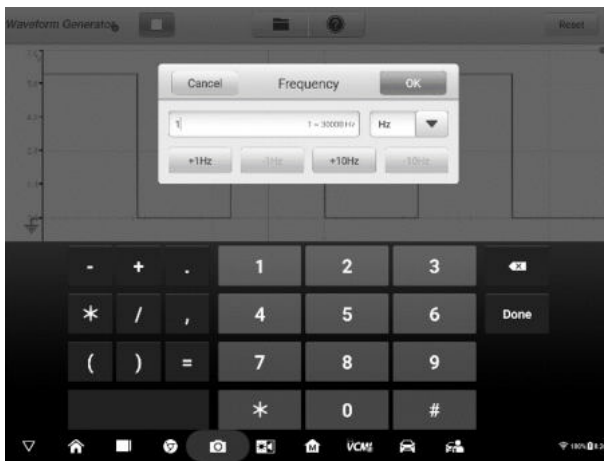 Waveform Generator Reset
Cancel Frequency OK
1 1 ~ 30000 Hz Hz
+1Hz -1Hz +10Hz -10Hz
- + . 1 2 3
* / , 4 5 6 Done
( ) = 7 8 9
* 0 #
VCMI 100%